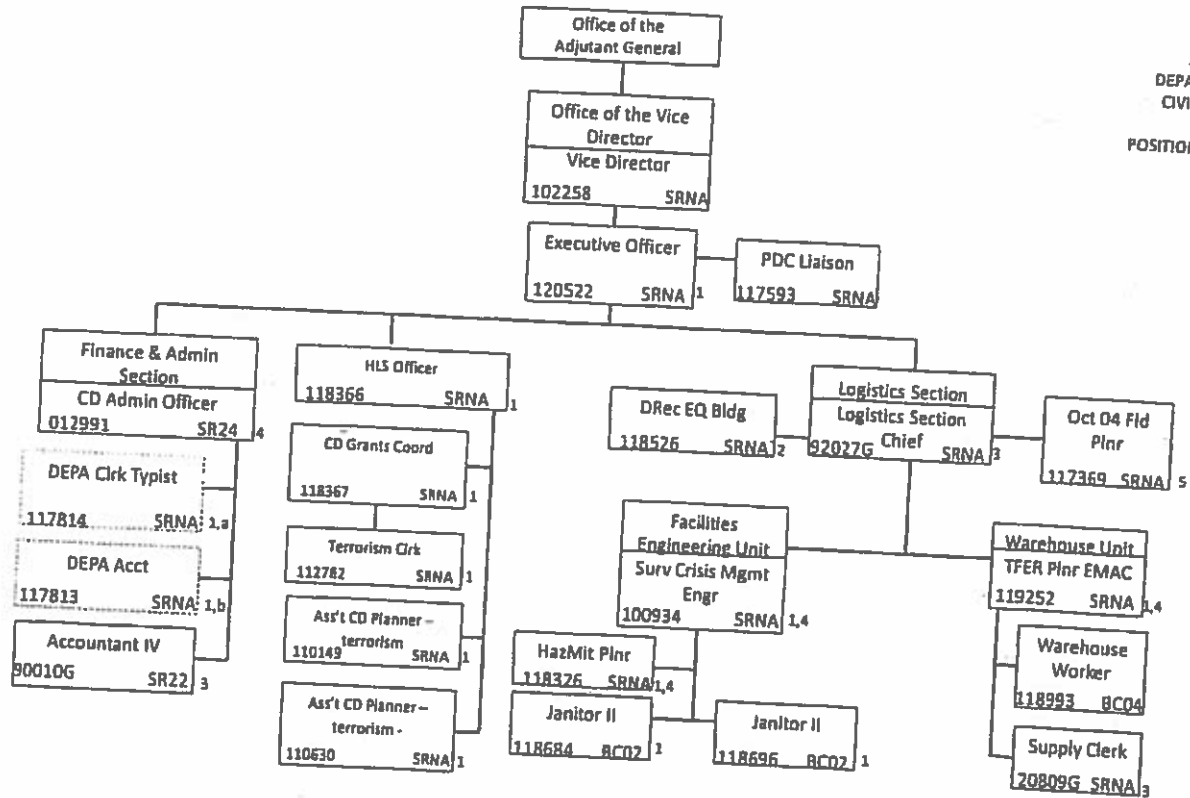 Office of the
Adjutant General
DEPA
CIVI
POSITION
Office of the Vice
Director
Vice Director
102258 SRNA
Executive Officer
120522 SRNA 1
PDC Liaison
117593 SRNA
Finance & Admin
Section
CD Admin Officer
012991 SR24 4
DEPA Clrk Typist
117814 SRNA 1,a
DEPA Acct
117813 SRNA 1,b
Accountant IV
90010G SR22 3
HLS Officer
118366 SRNA 1
CD Grants Coord
118367 SRNA 1
Terrorism Clrk
112782 SRNA 1
Ass't CD Planner –
terrorism
110149 SRNA 1
Ass't CD Planner –
terrorism -
110630 SRNA 1
DRec EQ Bldg
118526 SRNA 2
Logistics Section
Logistics Section
Chief
92027G SRNA 3
Oct 04 Fld
Plnr
117369 SRNA 5
Facilities
Engineering Unit
Surv Crisis Mgmt
Engr
100934 SRNA 1,4
HazMit Plnr
118326 SRNA 1,4
Janitor II
118684 BC02 1
Janitor II
118696 BC02 1
Warehouse Unit
TFER Plnr EMAC
119252 SRNA 1,4
Warehouse
Worker
118993 BC04
Supply Clerk
20809G SRNA 3